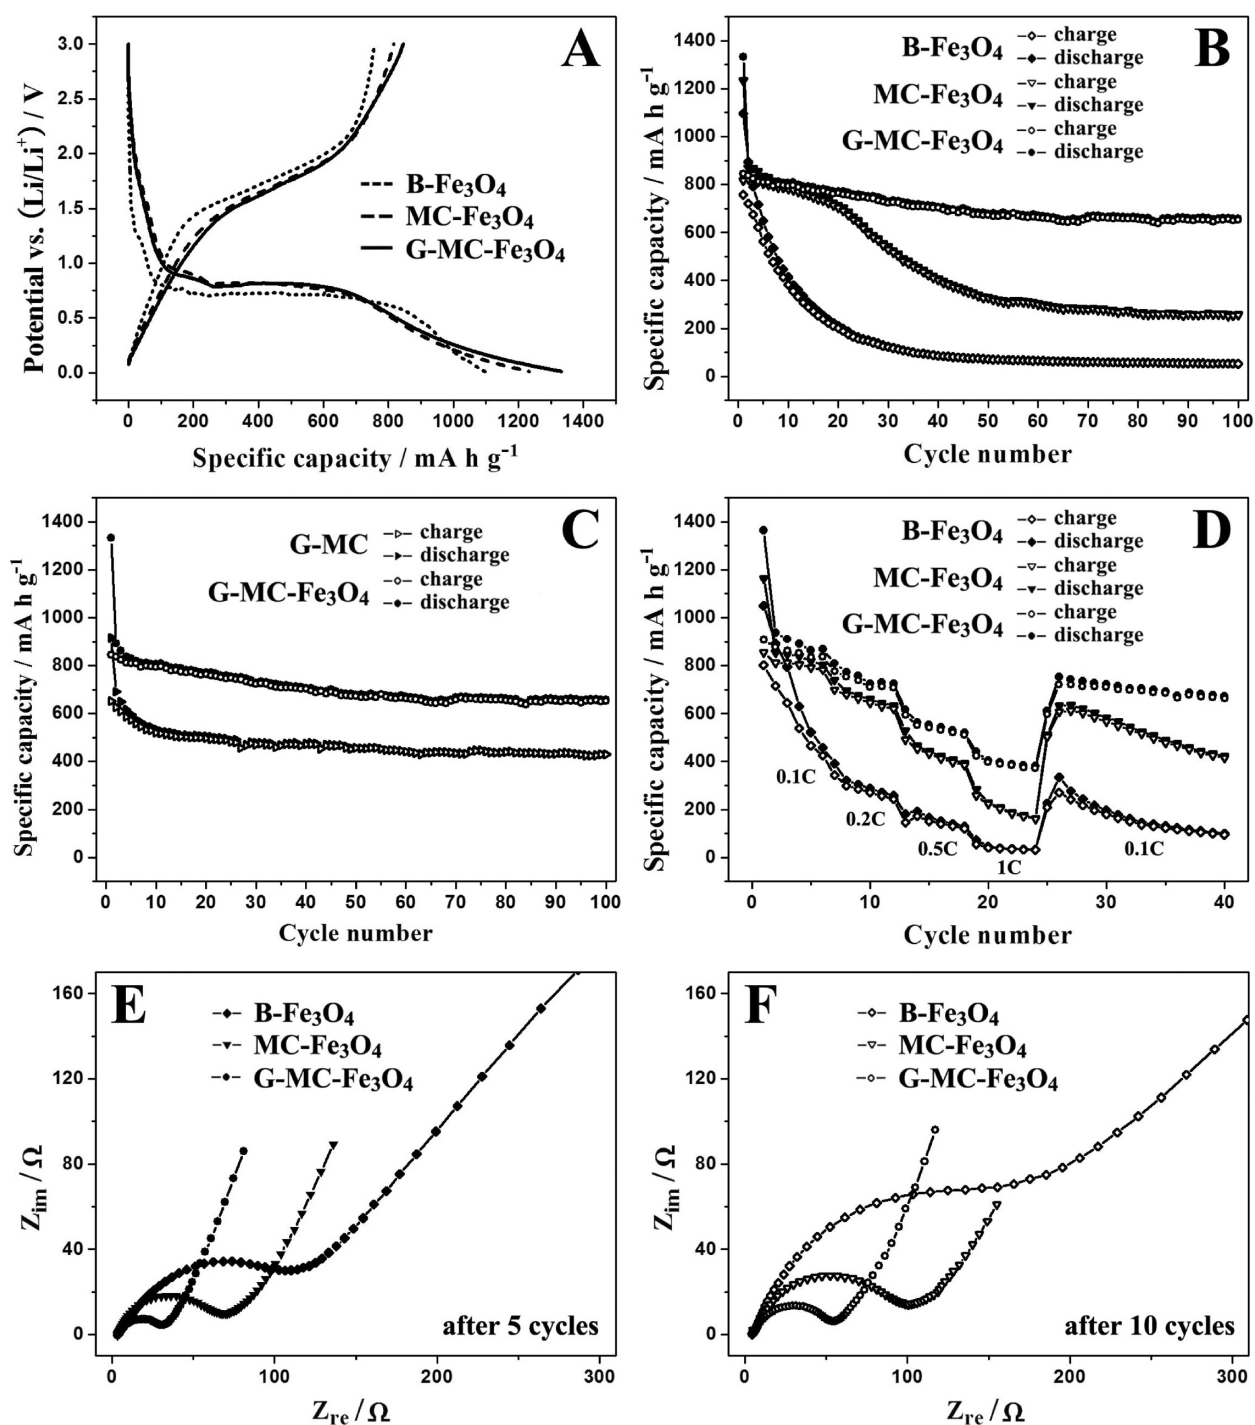 A
3.0
2.5
2.0
1.5
1.0
0.5
0.0
Potential vs. (Li/Li⁺) / V
B-Fe₃O₄
MC-Fe₃O₄
G-MC-Fe₃O₄
0 200 400 600 800 1000 1200 1400
Specific capacity / mA h g⁻¹
B
1400
1200
1000
800
600
400
200
0
Specific capacity / mA h g⁻¹
B-Fe₃O₄
charge
discharge
MC-Fe₃O₄
charge
discharge
G-MC-Fe₃O₄
charge
discharge
0 10 20 30 40 50 60 70 80 90 100
Cycle number
C
1400
1200
1000
800
600
400
200
0
Specific capacity / mA h g⁻¹
G-MC
charge
discharge
G-MC-Fe₃O₄
charge
discharge
0 10 20 30 40 50 60 70 80 90 100
Cycle number
D
1400
1200
1000
800
600
400
200
0
Specific capacity / mA h g⁻¹
B-Fe₃O₄
charge
discharge
MC-Fe₃O₄
charge
discharge
G-MC-Fe₃O₄
charge
discharge
0.1C
0.2C
0.5C
1C
0.1C
0 10 20 30 40
Cycle number
E
160
120
80
40
0
Zim / Ω
B-Fe₃O₄
MC-Fe₃O₄
G-MC-Fe₃O₄
after 5 cycles
0 100 200 300
Zre / Ω
F
160
120
80
40
0
Zim / Ω
B-Fe₃O₄
MC-Fe₃O₄
G-MC-Fe₃O₄
after 10 cycles
0 100 200 300
Zre / Ω